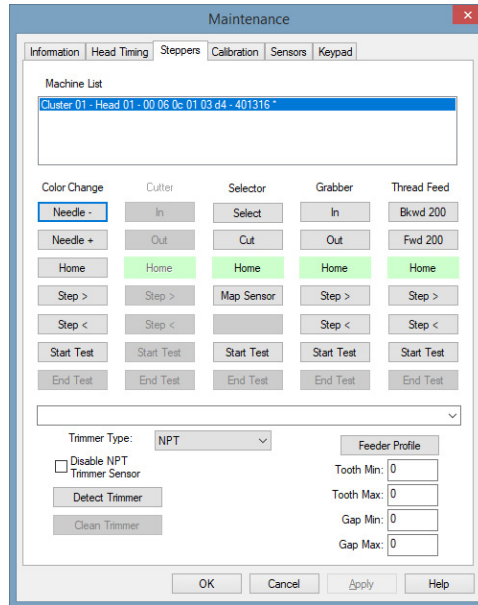 Maintenance
Information Head Timing Steppers Calibration Sensors Keypad
Machine List
Cluster 01 - Head 01 - 00 06 0c 01 03 d4 - 401316 *
Color Change Cutter Selector Grabber Thread Feed
Needle - In Select In Bkwd 200
Needle + Out Cut Out Fwd 200
Home Home Home Home Home
Step > Step > Map Sensor Step > Step >
Step < Step < Step < Step <
Start Test Start Test Start Test Start Test Start Test
End Test End Test End Test End Test End Test
Trimmer Type: NPT
Feeder Profile
Disable NPT
Trimmer Sensor
Tooth Min: 0
Detect Trimmer
Tooth Max: 0
Clean Trimmer
Gap Min: 0
Gap Max: 0
OK Cancel Apply Help